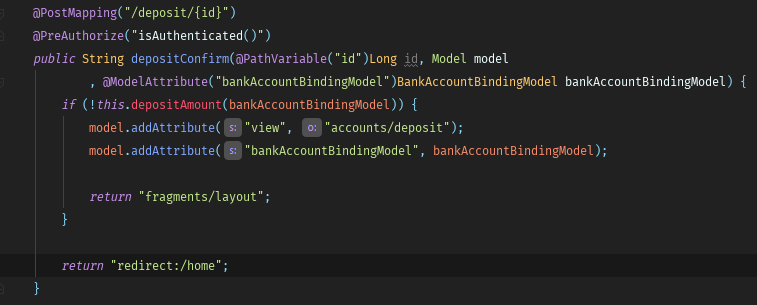 @PostMapping("/deposit/{id}")
@PreAuthorize("isAuthenticated()")
public String depositConfirm(@PathVariable("id")Long id, Model model
, @ModelAttribute("bankAccountBindingModel")BankAccountBindingModel bankAccountBindingModel) {
if (!this.depositAmount(bankAccountBindingModel)) {
model.addAttribute( s: "view", o: "accounts/deposit");
model.addAttribute( s: "bankAccountBindingModel", bankAccountBindingModel);
return "fragments/layout";
}
return "redirect:/home";
}